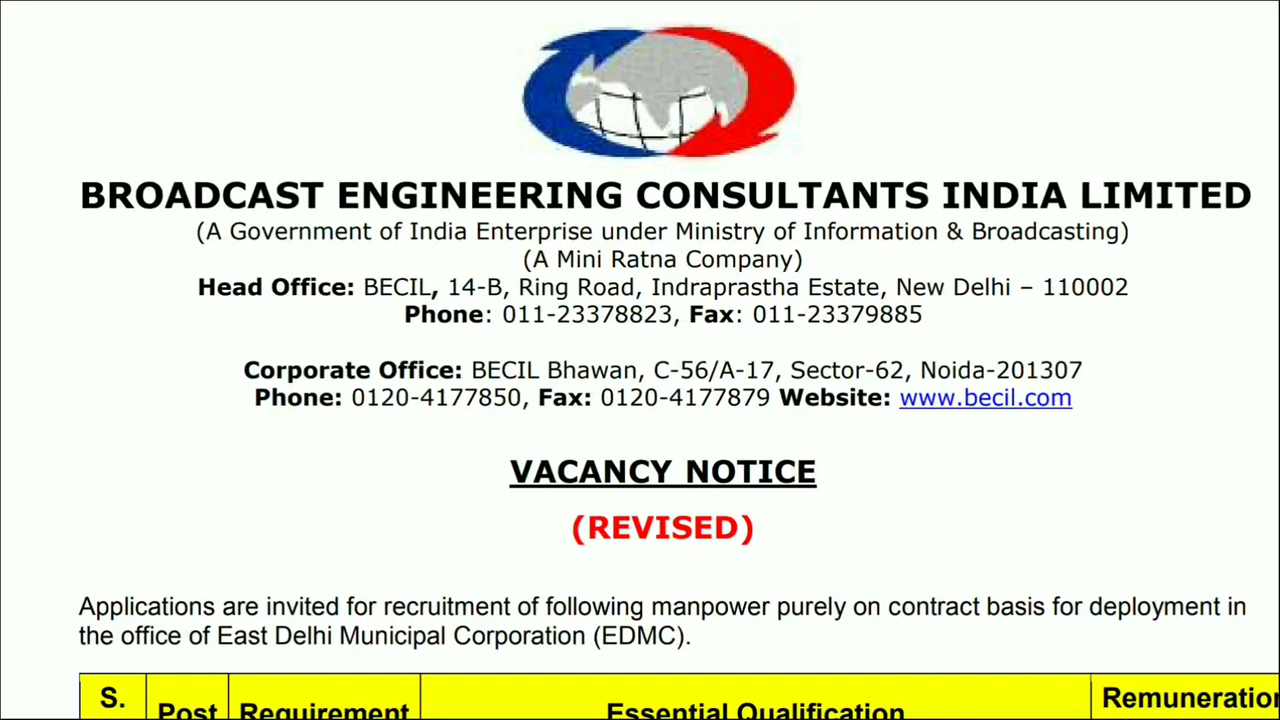 BROADCAST ENGINEERING CONSULTANTS INDIA LIMITED
(A Government of India Enterprise under Ministry of Information & Broadcasting)
(A Mini Ratna Company)
Head Office: BECIL, 14-B, Ring Road, Indraprastha Estate, New Delhi – 110002
Phone: 011-23378823, Fax: 011-23379885
Corporate Office: BECIL Bhawan, C-56/A-17, Sector-62, Noida-201307
Phone: 0120-4177850, Fax: 0120-4177879 Website: www.becil.com
VACANCY NOTICE
(REVISED)
Applications are invited for recruitment of following manpower purely on contract basis for deployment in
the office of East Delhi Municipal Corporation (EDMC).
S. Post Requirement Essential Qualification Remuneration